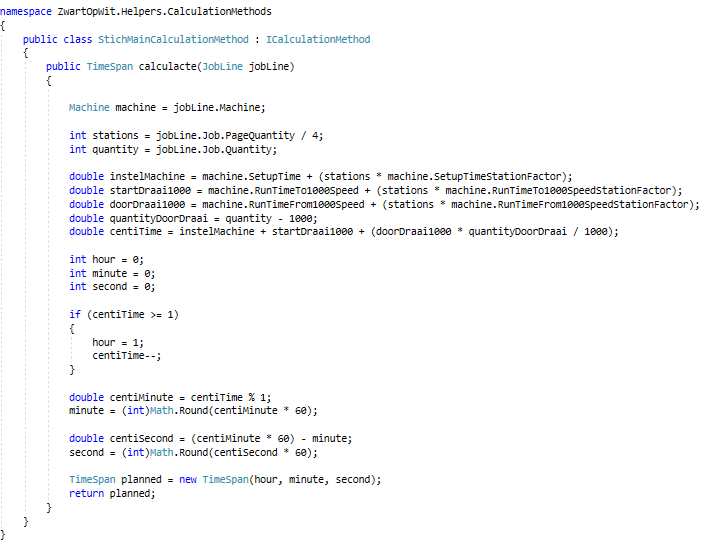 namespace ZwartOpWit.Helpers.CalculationMethods
{
    public class StichMainCalculationMethod : ICalculationMethod
    {
        public TimeSpan calculacte(JobLine jobLine)
        {

            Machine machine = jobLine.Machine;

            int stations = jobLine.Job.PageQuantity / 4;
            int quantity = jobLine.Job.Quantity;

            double instelMachine = machine.SetupTime + (stations * machine.SetupTimeStationFactor);
            double startDraai1000 = machine.RunTimeTo1000Speed + (stations * machine.RunTimeTo1000SpeedStationFactor);
            double doorDraai1000 = machine.RunTimeFrom1000Speed + (stations * machine.RunTimeFrom1000SpeedStationFactor);
            double quantityDoorDraai = quantity - 1000;
            double centiTime = instelMachine + startDraai1000 + (doorDraai1000 * quantityDoorDraai / 1000);

            int hour = 0;
            int minute = 0;
            int second = 0;

            if (centiTime >= 1)
            {
                hour = 1;
                centiTime--;
            }

            double centiMinute = centiTime % 1;
            minute = (int)Math.Round(centiMinute * 60);

            double centiSecond = (centiMinute * 60) - minute;
            second = (int)Math.Round(centiSecond * 60);

            TimeSpan planned = new TimeSpan(hour, minute, second);
            return planned;
        }
    }
}